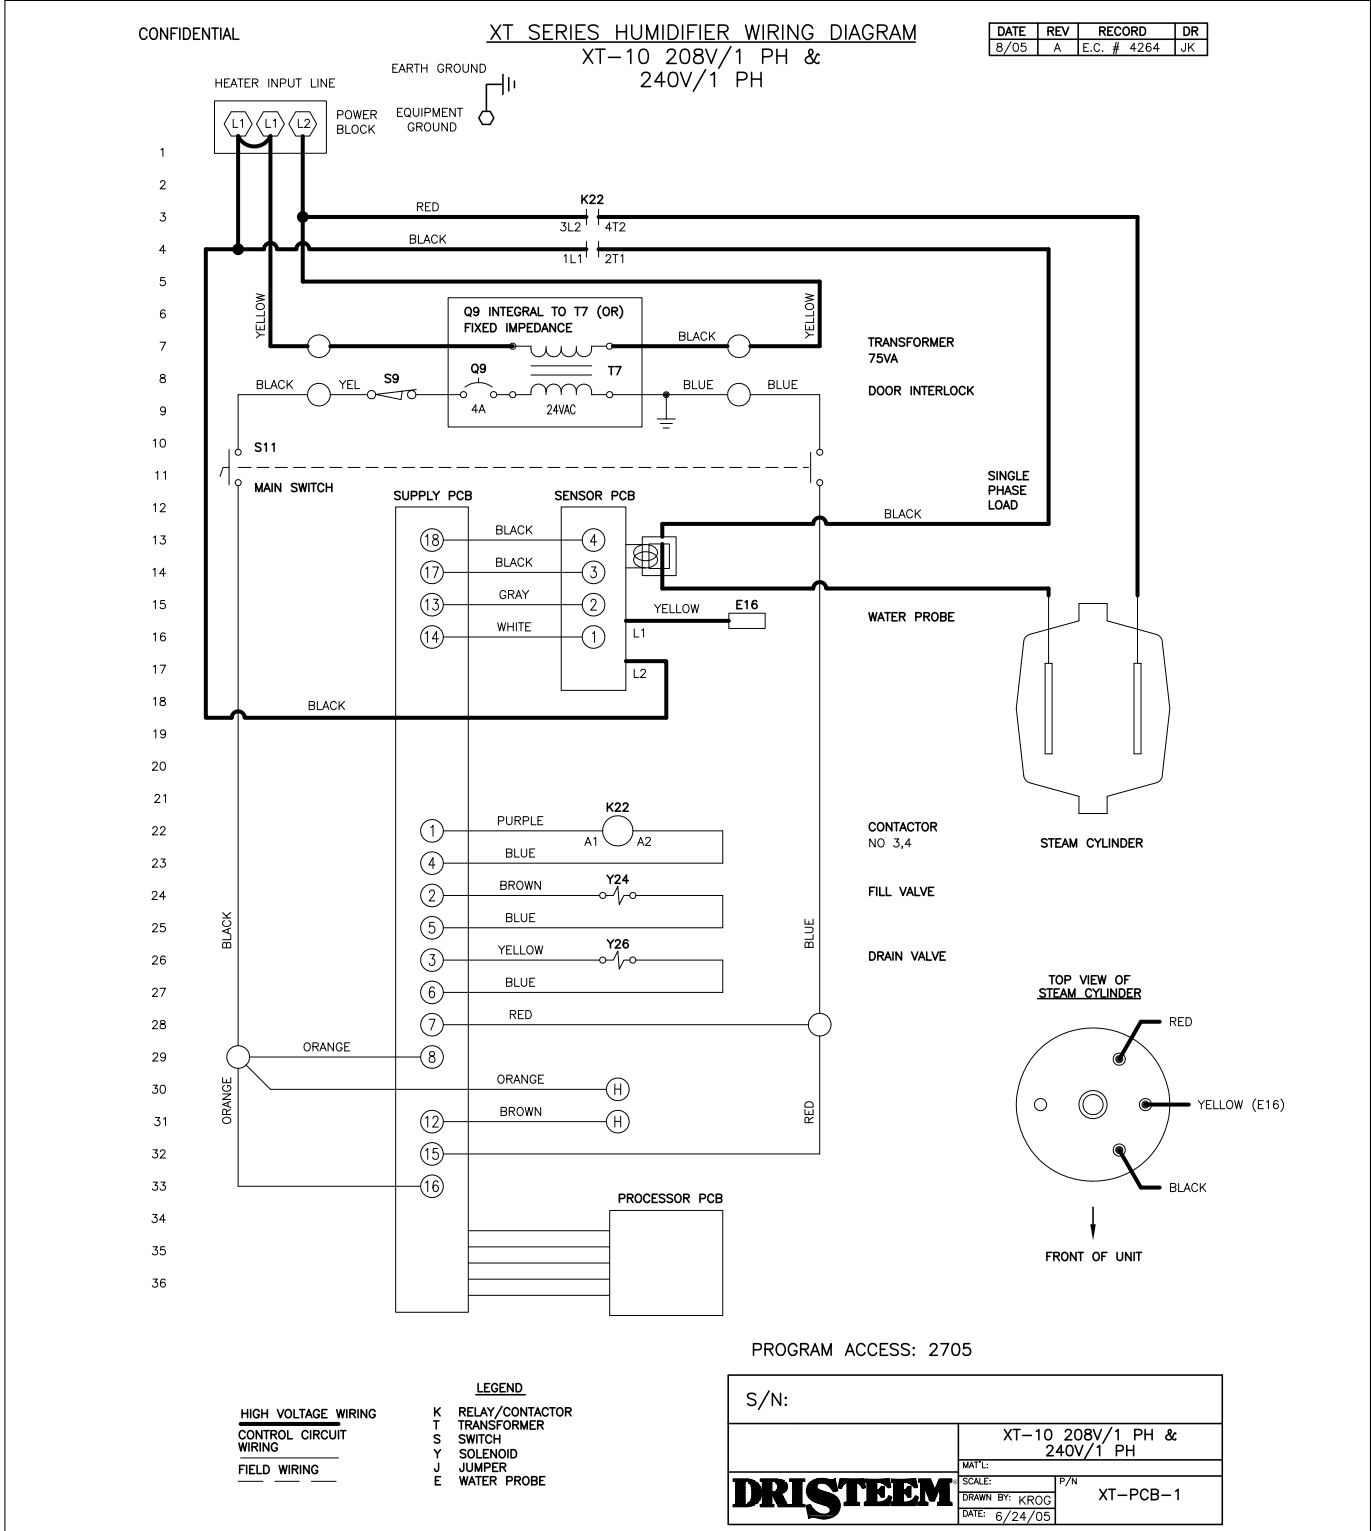 CONFIDENTIAL
XT SERIES HUMIDIFIER WIRING DIAGRAM
XT-10 208V/1 PH &
240V/1 PH
DATE REV RECORD DR
8/05 A E.C. # 4264 JK
HEATER INPUT LINE
EARTH GROUND
L1 L1 L2
POWER
BLOCK
EQUIPMENT
GROUND
1
2
K22
3
RED
3L2 4T2
4
BLACK
1L1 2T1
5
6
YELLOW
Q9 INTEGRAL TO T7 (OR)
FIXED IMPEDANCE
YELLOW
7
BLACK
TRANSFORMER
75VA
8
BLACK YEL S9 Q9 T7 BLUE BLUE
DOOR INTERLOCK
9
4A 24VAC
10
S11
11
MAIN SWITCH
SINGLE
PHASE
LOAD
12
SUPPLY PCB SENSOR PCB
BLACK
13
18 BLACK 4
14
17 BLACK 3
15
13 GRAY 2
YELLOW E16
WATER PROBE
16
14 WHITE 1
L1
17
L2
18
BLACK
19
20
21
K22
22
1 PURPLE A1 A2
CONTACTOR
NO 3,4
STEAM CYLINDER
23
4 BLUE
24
2 BROWN Y24
FILL VALVE
25
5 BLUE
BLACK
BLUE
26
3 YELLOW Y26
DRAIN VALVE
27
6 BLUE
TOP VIEW OF
STEAM CYLINDER
28
7 RED
RED
29
ORANGE 8
30
ORANGE H
ORANGE
RED
YELLOW (E16)
31
12 BROWN H
32
15
33
16
BLACK
PROCESSOR PCB
34
35
FRONT OF UNIT
36
PROGRAM ACCESS: 2705
LEGEND
HIGH VOLTAGE WIRING
CONTROL CIRCUIT
WIRING
FIELD WIRING
K RELAY/CONTACTOR
T TRANSFORMER
S SWITCH
Y SOLENOID
J JUMPER
E WATER PROBE
S/N:
XT-10 208V/1 PH &
240V/1 PH
MAT'L:
DRISTEEM®
SCALE:
P/N
XT-PCB-1
DRAWN BY: KROG
DATE: 6/24/05